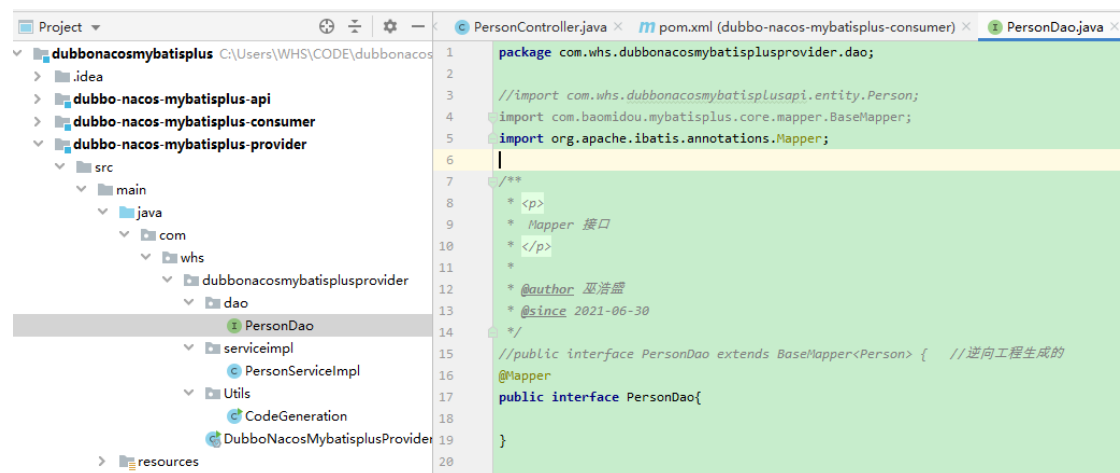 Project
PersonController.java
pom.xml (dubbo-nacos-mybatisplus-consumer)
PersonDao.java
dubbonacosmybatisplus C:\Users\WHS\CODE\dubbonacos
.idea
dubbo-nacos-mybatisplus-api
dubbo-nacos-mybatisplus-consumer
dubbo-nacos-mybatisplus-provider
src
main
java
com
whs
dubbonacosmybatisplusprovider
dao
PersonDao
serviceimpl
PersonServiceImpl
Utils
CodeGeneration
DubboNacosMybatisplusProvider
resources
1 package com.whs.dubbonacosmybatisplusprovider.dao;
2
3 //import com.whs.dubbonacosmybatisplusapi.entity.Person;
4 import com.baomidou.mybatisplus.core.mapper.BaseMapper;
5 import org.apache.ibatis.annotations.Mapper;
6
7 /**
8 * <p>
9 * Mapper 接口
10 * </p>
11 *
12 * @author 巫浩盛
13 * @since 2021-06-30
14 */
15 //public interface PersonDao extends BaseMapper<Person> { //逆向工程生成的
16 @Mapper
17 public interface PersonDao{
18
19 }
20